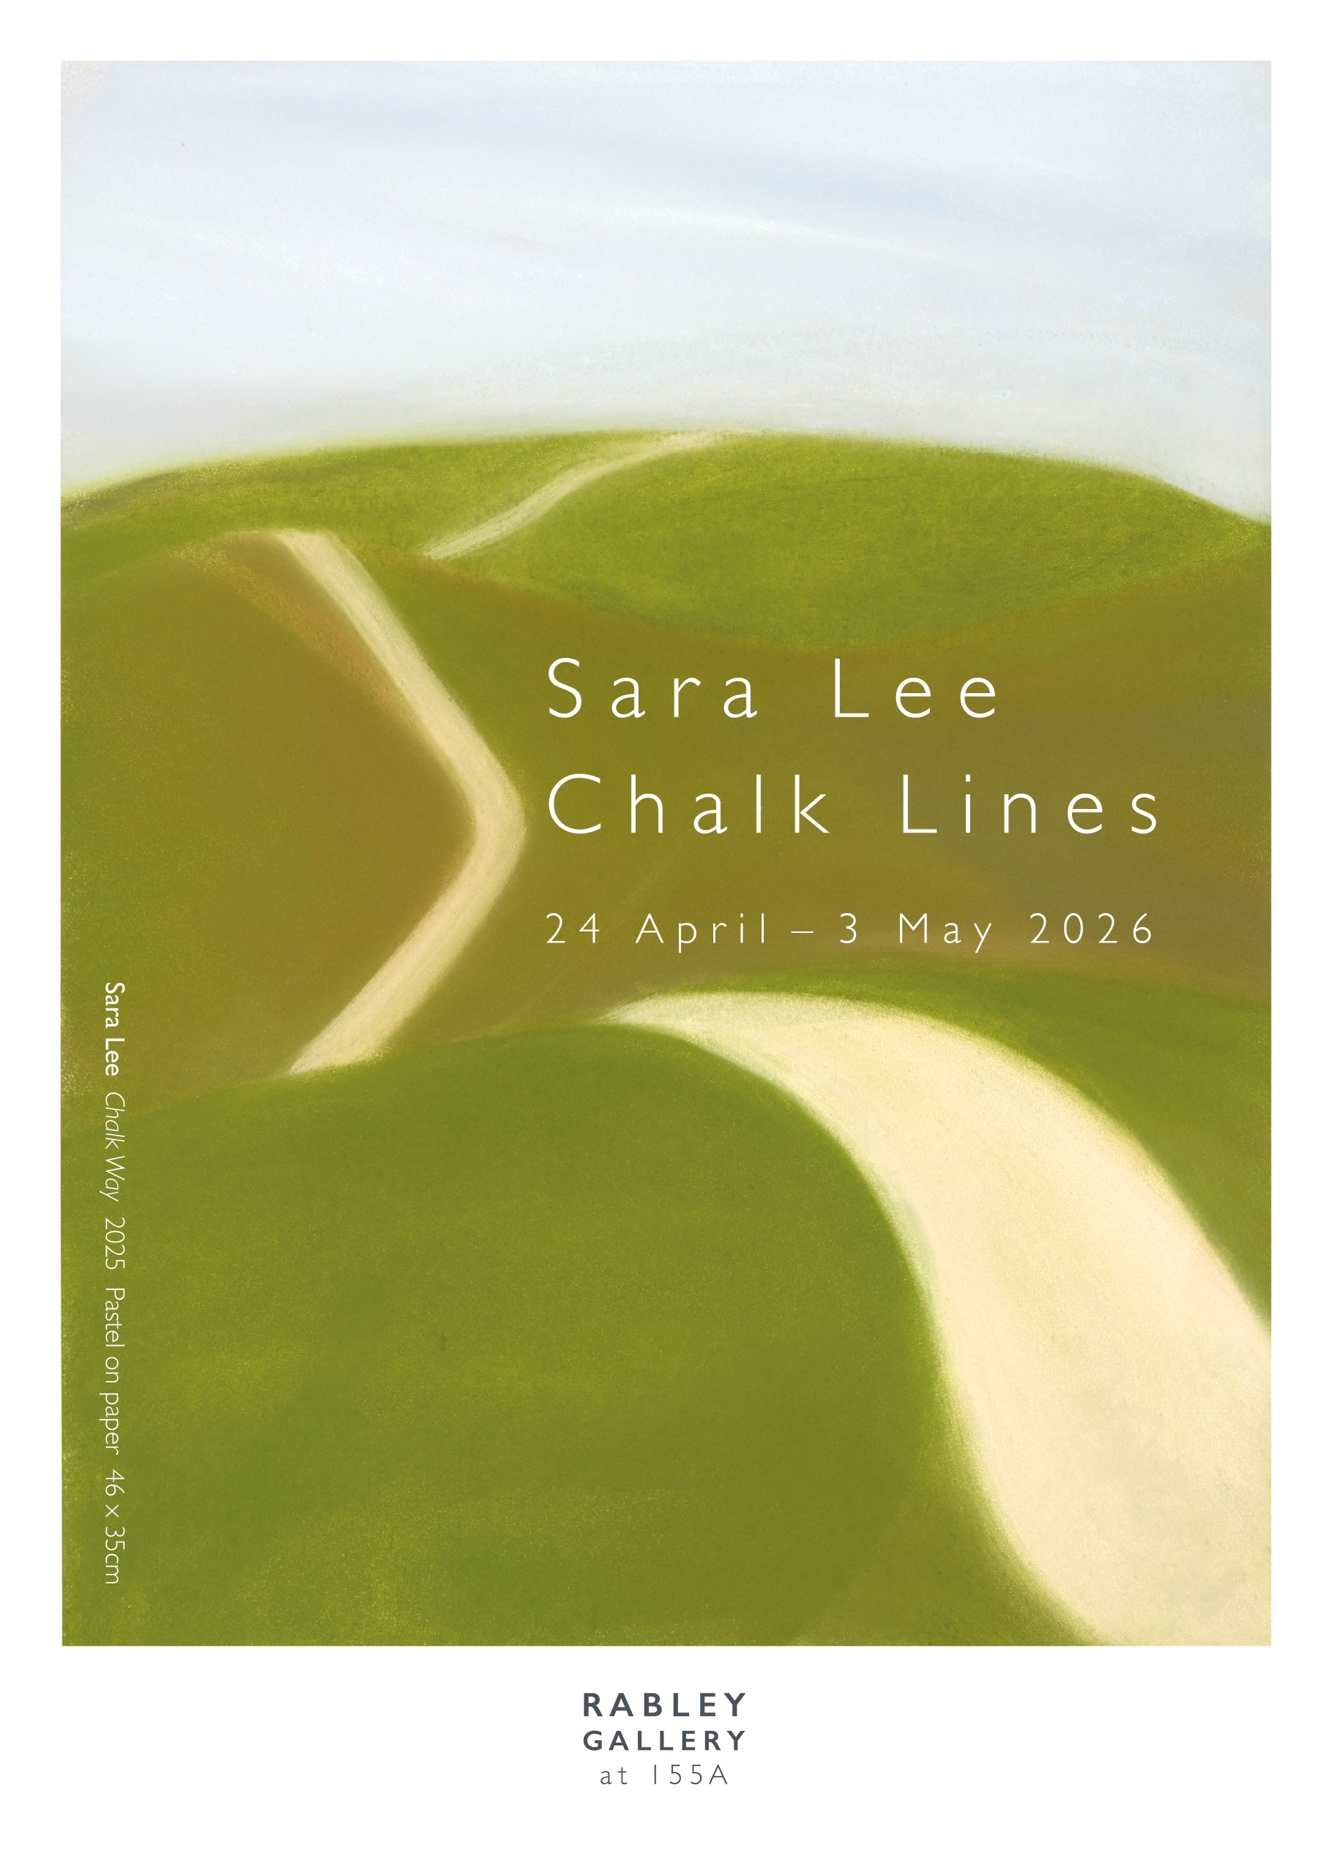 Sara Lee
Chalk Lines
24 April – 3 May 2026
Sara Lee Chalk Way 2025 Pastel on paper 46 x 35cm
RABLEY
GALLERY
at 155A